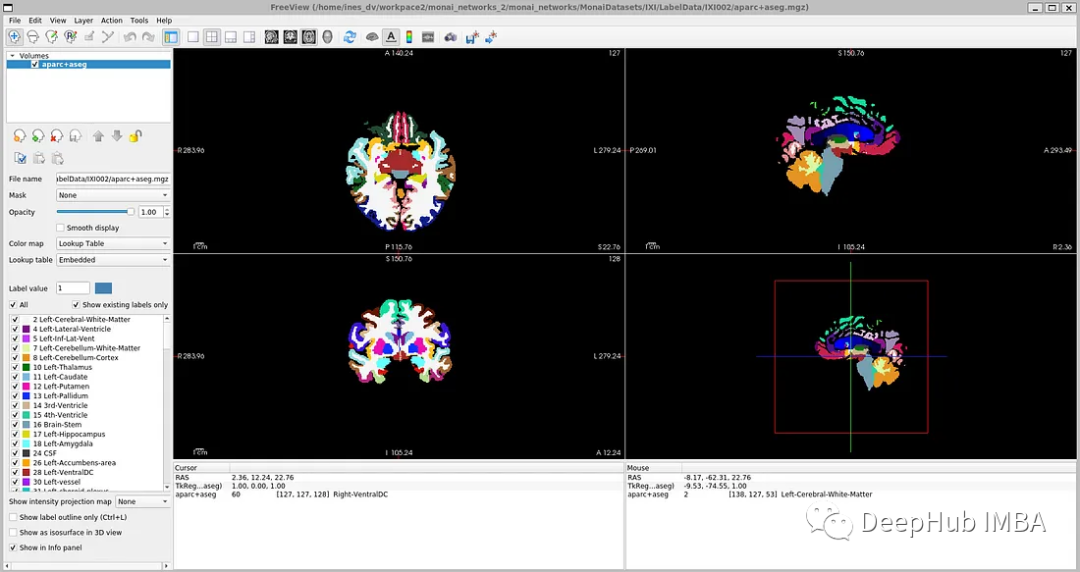 FreeView (/home/ines_dv/workpace2/monai_networks_2/monai_networks/MonaiDatasets/IXI/LabelData/IXI002/aparc+aseg.mgz)
File Edit View Layer Action Tools Help
Volumes
aparc+aseg
File name lbelData/IXI002/aparc+aseg.mgz
Mask None
Opacity 1.00
Smooth display
Color map Lookup Table
Lookup table Embedded
Label value 1
All Show existing labels only
2 Left-Cerebral-White-Matter
4 Left-Lateral-Ventricle
5 Left-Inf-Lat-Vent
7 Left-Cerebellum-White-Matter
8 Left-Cerebellum-Cortex
10 Left-Thalamus
11 Left-Caudate
12 Left-Putamen
13 Left-Pallidum
14 3rd-Ventricle
15 4th-Ventricle
16 Brain-Stem
17 Left-Hippocampus
18 Left-Amygdala
24 CSF
26 Left-Accumbens-area
28 Left-VentralDC
30 Left-vessel
31 Left-choroid-plexus
Show intensity projection map None
Show label outline only (Ctrl+L)
Show as isosurface in 3D view
Show in Info panel
A 140.24 127
R 283.96 L 279.24
1 cm P 115.76 S 22.76
S 150.76 127
P 269.01 A 293.49
1 cm I 105.24 R 2.36
S 150.76 128
R 283.96 L 279.24
1 cm I 105.24 A 12.24
Cursor
RAS 2.36, 12.24, 22.76
TkReg...aseg) 1.00, 0.00, 1.00
aparc+aseg 60 [127, 127, 128] Right-VentralDC
Mouse
RAS -8.17, -62.31, 22.76
TkReg...aseg) -9.53, -74.55, 1.00
aparc+aseg 2 [138, 127, 53] Left-Cerebral-White-Matter
DeepHub IMBA